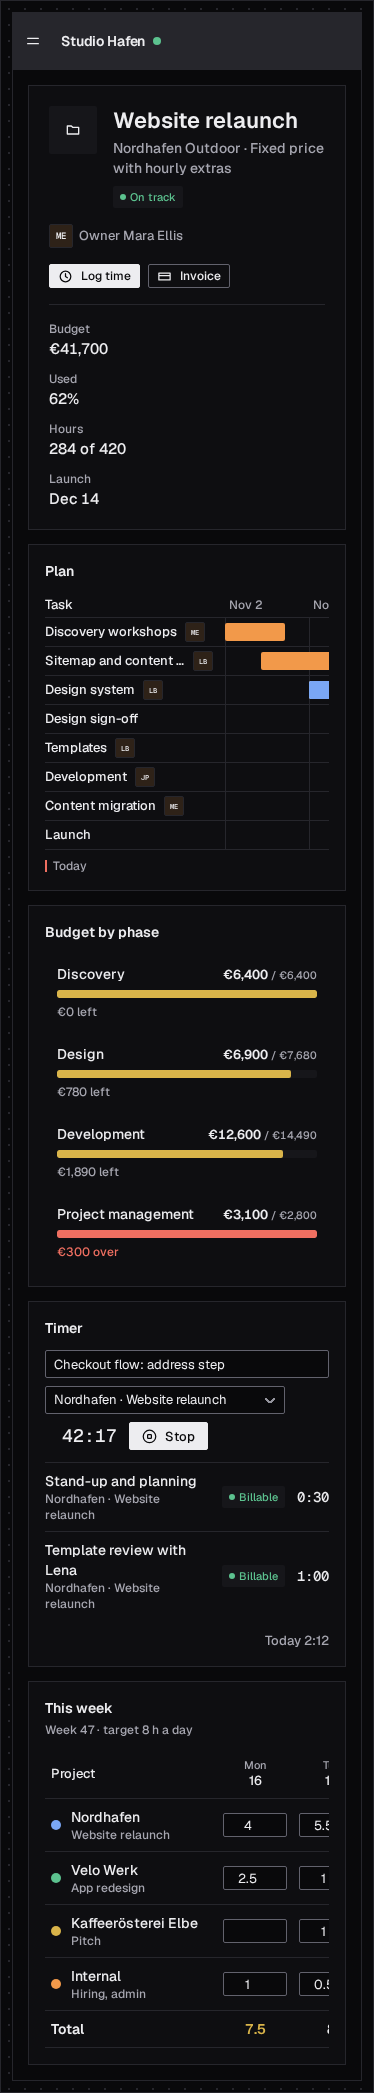 Studio Hafen
Website relaunch
Nordhafen Outdoor · Fixed price
with hourly extras
On track
ME Owner Mara Ellis
Log time Invoice
Budget
€41,700
Used
62%
Hours
284 of 420
Launch
Dec 14
Plan
Task Nov 2 No
Discovery workshops ME
Sitemap and content ... LB
Design system LB
Design sign-off
Templates LB
Development JP
Content migration ME
Launch
Today
Budget by phase
Discovery €6,400 / €6,400
€0 left
Design €6,900 / €7,680
€780 left
Development €12,600 / €14,490
€1,890 left
Project management €3,100 / €2,800
€300 over
Timer
Checkout flow: address step
Nordhafen · Website relaunch
42:17 Stop
Stand-up and planning
Nordhafen · Website
relaunch
Billable 0:30
Template review with
Lena
Nordhafen · Website
relaunch
Billable 1:00
Today 2:12
This week
Week 47 · target 8 h a day
Project Mon
16
Nordhafen 4 5.5
Website relaunch
Velo Werk 2.5 1
App redesign
Kaffeerösterei Elbe 1
Pitch
Internal 1 0.5
Hiring, admin
Total 7.5